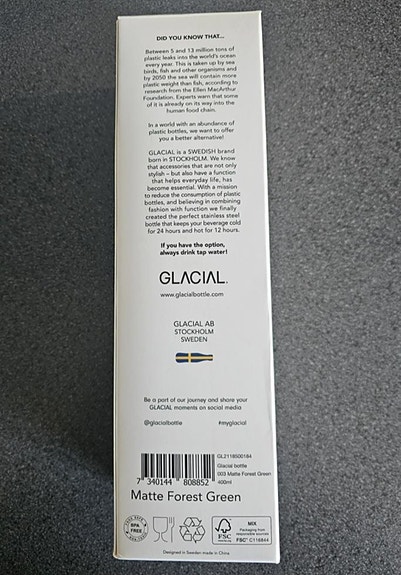 DID YOU KNOW THAT...
Between 5 and 13 million tons of
plastic leaks into the world's ocean
every year. This is taken up by sea
birds, fish and other organisms and
by 2050 the sea will contain more
plastic weight than fish, according to
research from the Ellen MacArthur
Foundation. Experts warn that some
of it is already on its way into the
human food chain.
In a world with an abundance of
plastic bottles, we want to offer
you a better alternative!
GLACIAL is a SWEDISH brand
born in STOCKHOLM. We know
that accessories that are not only
stylish – but also have a function
that helps everyday life, has
become essential. With a mission
to reduce the consumption of plastic
bottles, and believing in combining
fashion with function we finally
created the perfect stainless steel
bottle that keeps your beverage cold
for 24 hours and hot for 12 hours.
If you have the option,
always drink tap water!
GLACIAL.
www.glacialbottle.com
GLACIAL AB
STOCKHOLM
SWEDEN
Be a part of our journey and share your
GLACIAL moments on social media
@glacialbottle #myglacial
GL2118500184
Glacial bottle
003 Matte Forest Green
400ml
7 340144 808852
Matte Forest Green
BPA
FREE
FSC
MIX
Packaging from
responsible sources
FSC® C118844
Designed in Sweden made in China